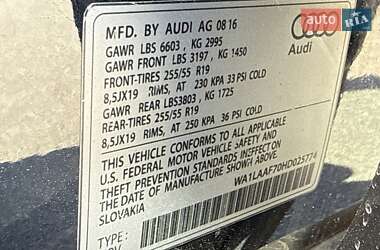 auto RIA
MFD. BY AUDI AG 08 16
Audi
GAWR LBS 6603, KG 2995
GAWR FRONT LBS 3197, KG 1450
FRONT-TIRES 255/55 R19
8,5JX19 RIMS, AT 230 KPA 33 PSI COLD
GAWR REAR LBS3803, KG 1725
REAR-TIRES 255/55 R19
8,5JX19 RIMS, AT 250 KPA 36 PSI COLD
THIS VEHICLE CONFORMS TO ALL APPLICABLE
U.S. FEDERAL MOTOR VEHICLE SAFETY AND
THEFT PREVENTION STANDARDS IN EFFECT ON
THE DATE OF MANUFACTURE SHOWN ABOVE.
SLOVAKIA
WA1LAAF70HD025774